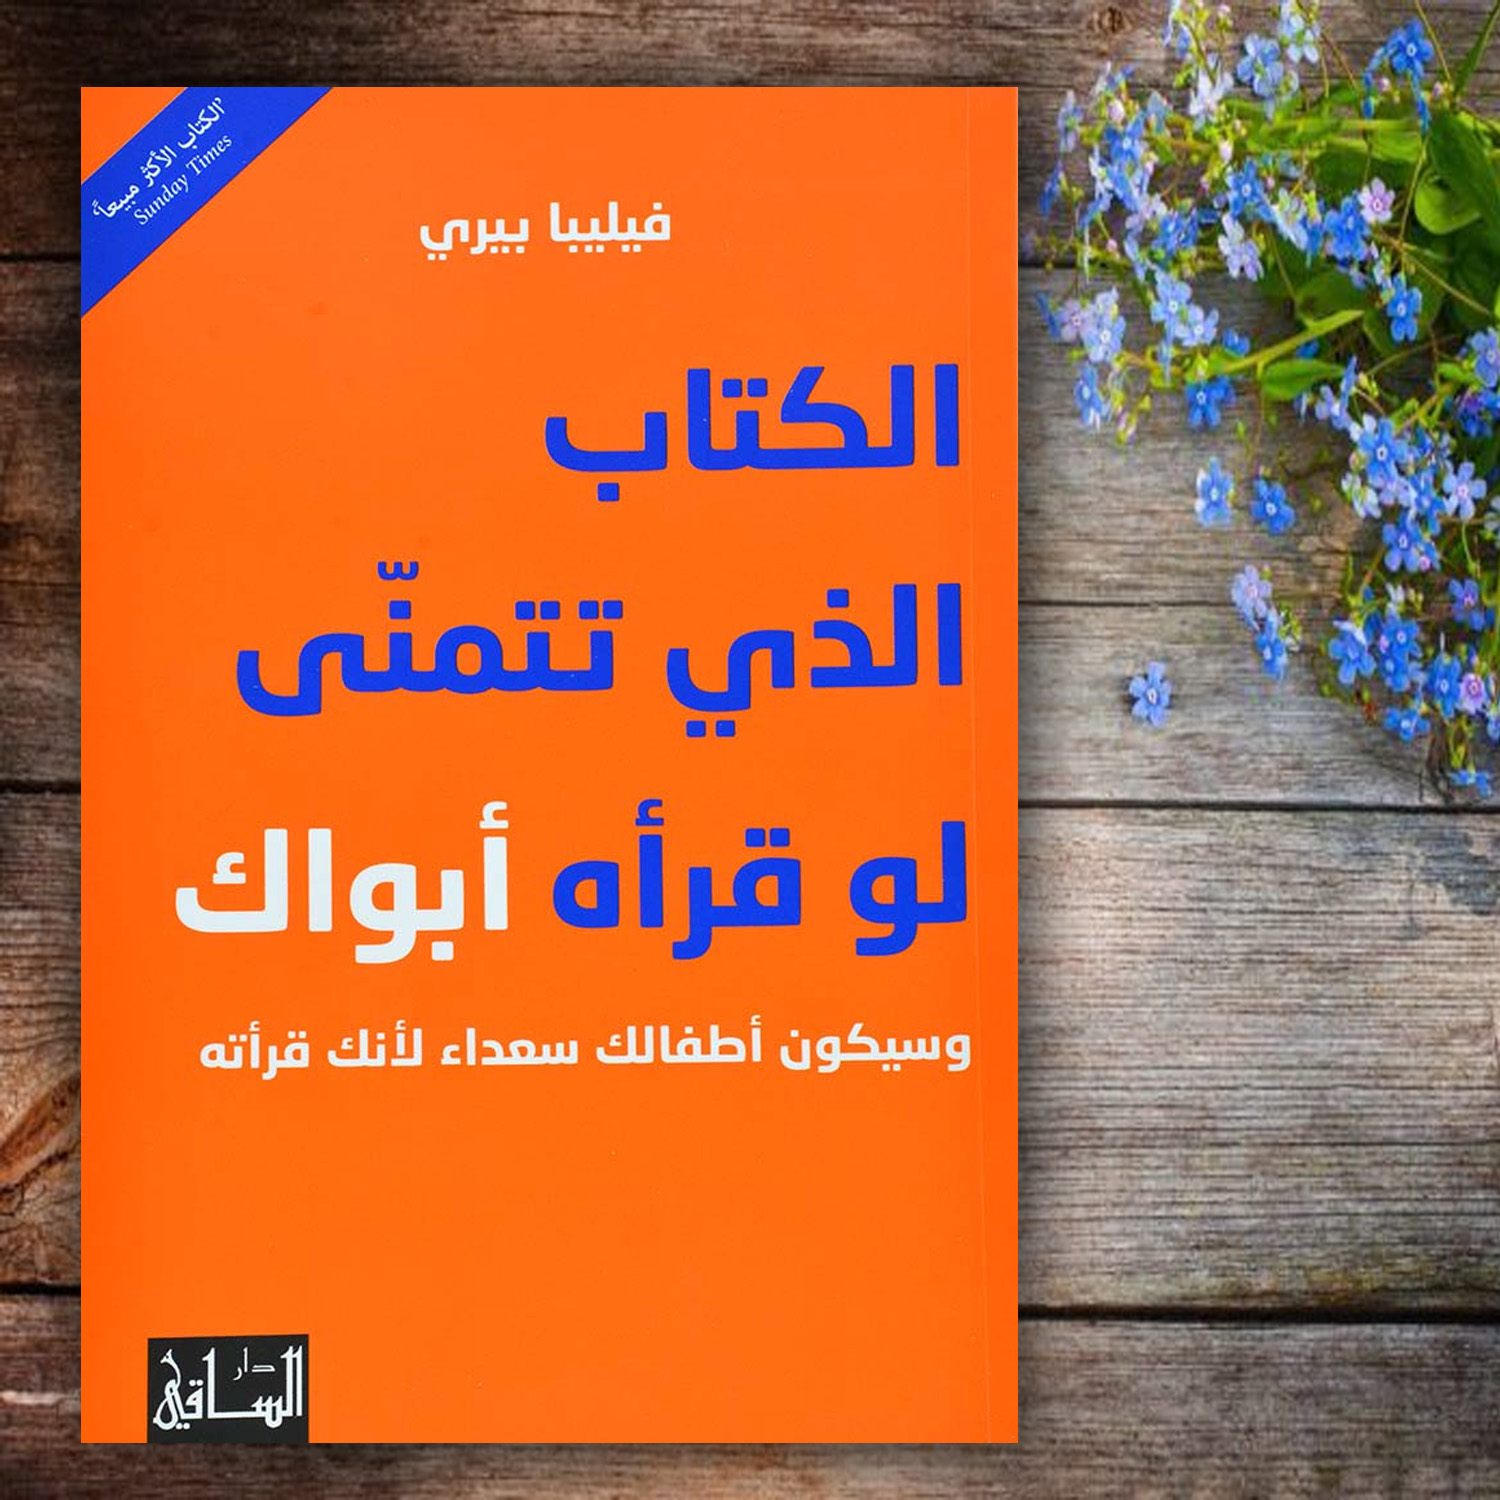 "الكتاب الأكثر مبيعاً"
Sunday Times
فيليبا بيري
الكتاب
الذي تتمنّى
لو قرأه أبواك
وسيكون أطفالك سعداء لأنك قرأته
دار
الساقي